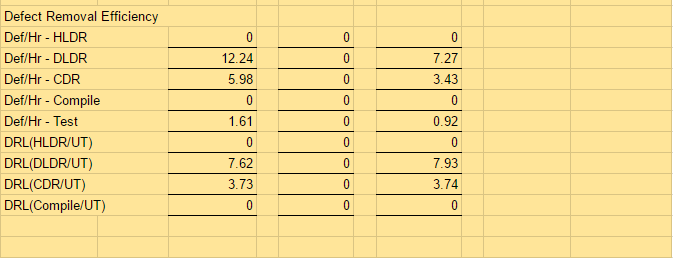 Defect Removal Efficiency
Def/Hr - HLDR 0 0 0
Def/Hr - DLDR 12.24 0 7.27
Def/Hr - CDR 5.98 0 3.43
Def/Hr - Compile 0 0 0
Def/Hr - Test 1.61 0 0.92
DRL(HLDR/UT) 0 0 0
DRL(DLDR/UT) 7.62 0 7.93
DRL(CDR/UT) 3.73 0 3.74
DRL(Compile/UT) 0 0 0